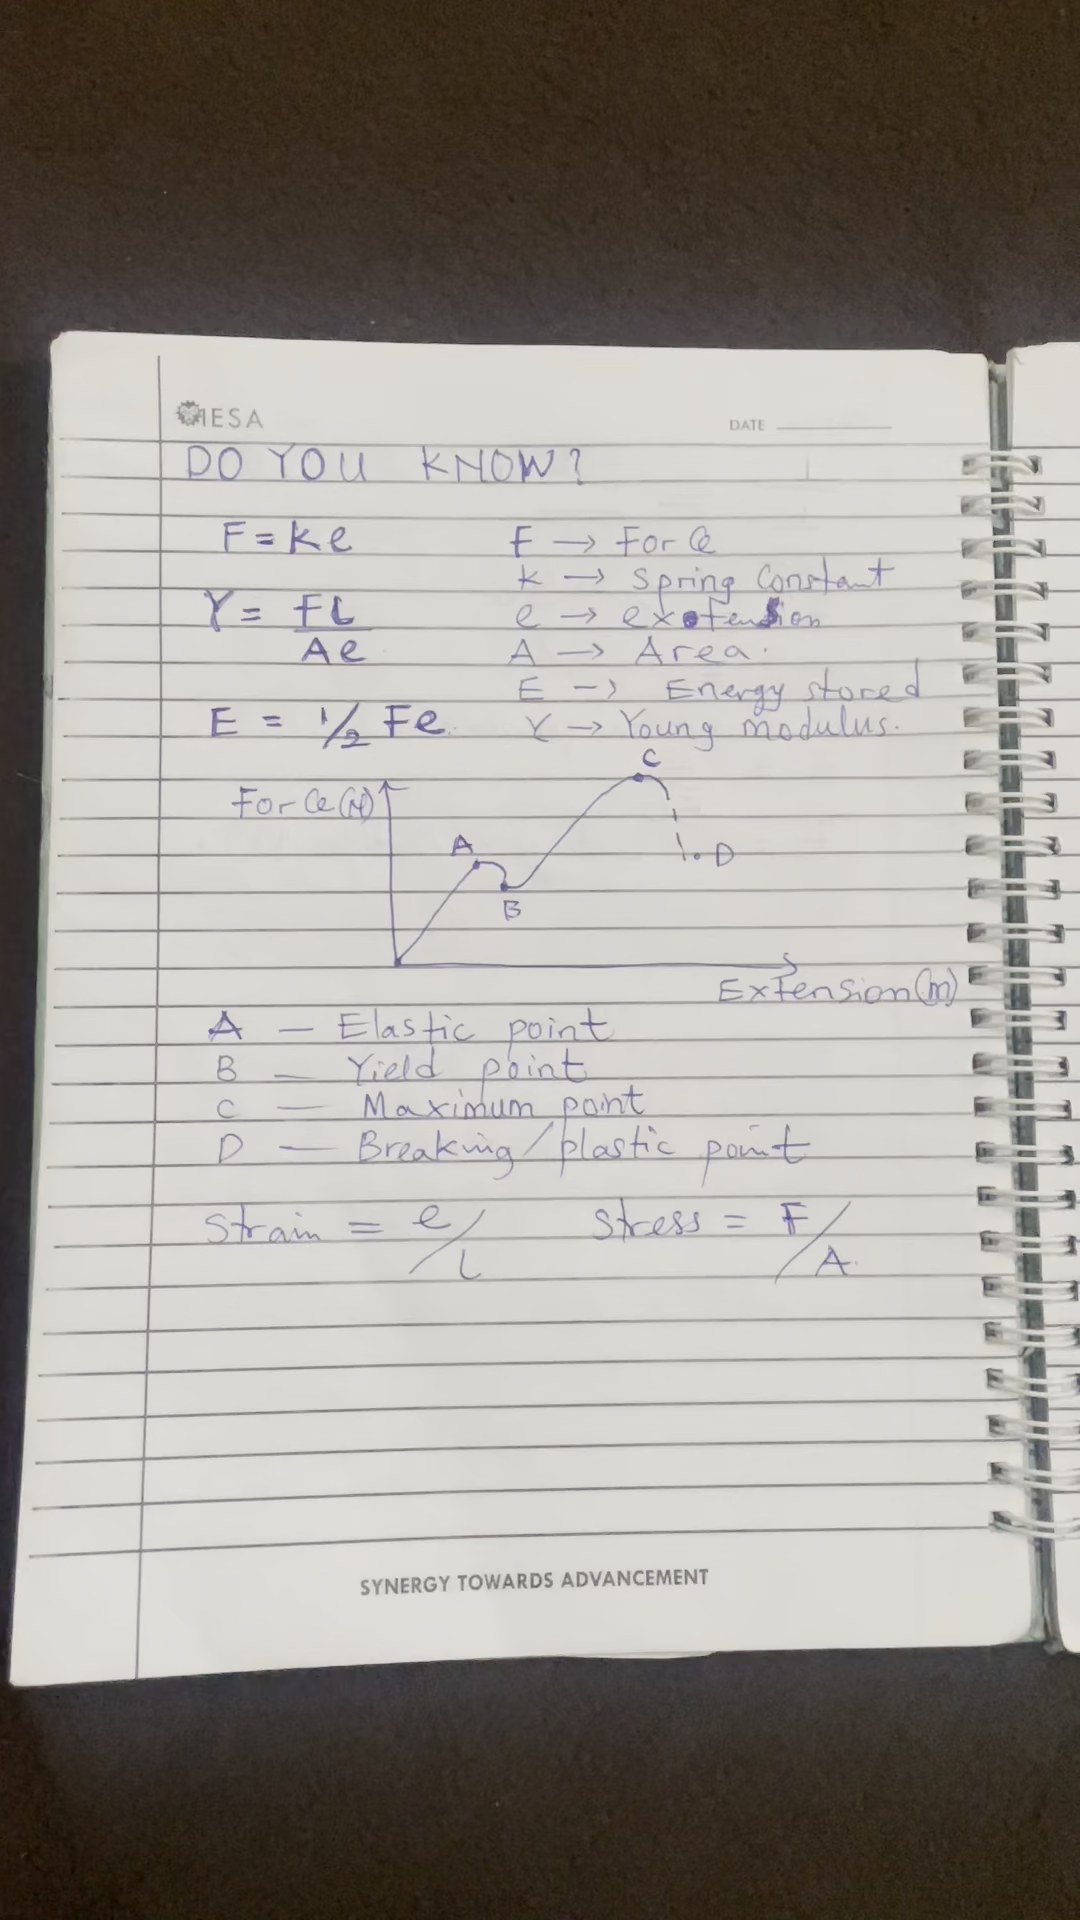 IESA
DATE
DO YOU KNOW?
F = ke
F → Force
k → Spring Constant
Y = FL
Ae
e → extension
A → Area.
E → Energy stored
E = 1/2 Fe.
Y → Young modulus.
Force (N)
A
B
C
D
Extension (m)
A — Elastic point
B — Yield point
C — Maximum point
D — Breaking/plastic point
Strain = e/L
Stress = F/A.
SYNERGY TOWARDS ADVANCEMENT